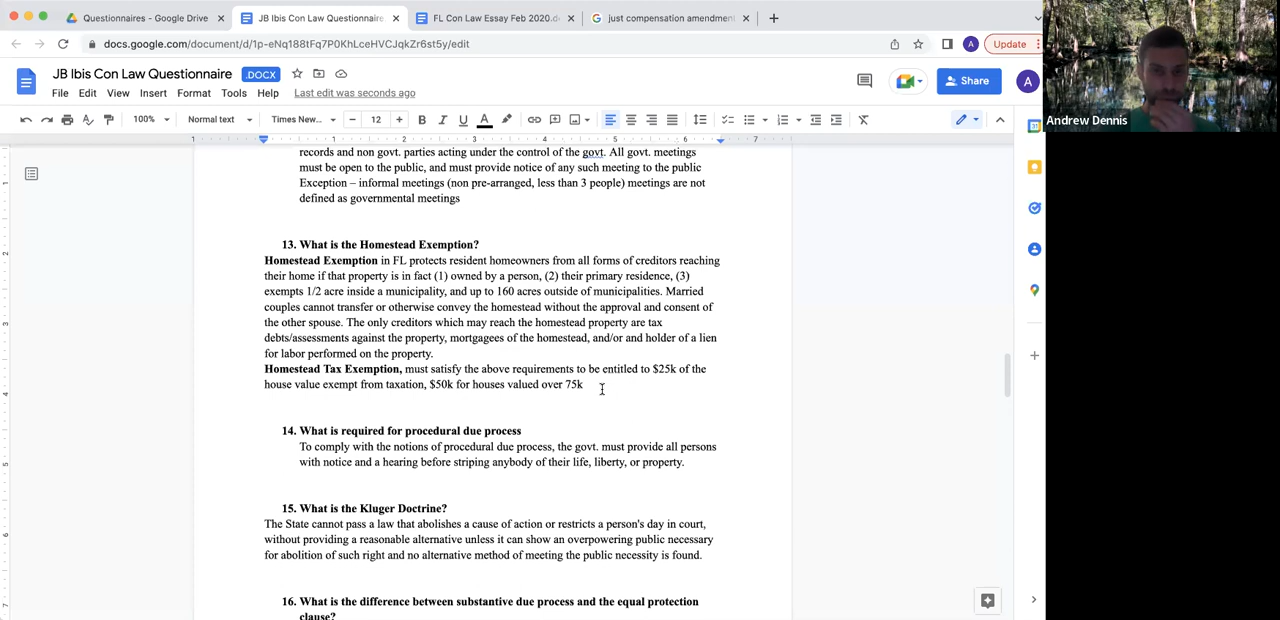 Questionnaires - Google Drive
JB Ibis Con Law Questionnaire
FL Con Law Essay Feb 2020.d
just compensation amendment
docs.google.com/document/d/1p-eNq188tFq7P0KhLceHVCJqkZr6st5y/edit
A
Update
JB Ibis Con Law Questionnaire
.DOCX
File Edit View Insert Format Tools Help Last edit was seconds ago
Share
A
100% Normal text Times New... 12 B I U A
1 1 2 3 4 5 6 7
records and non govt. parties acting under the control of the govt. All govt. meetings
must be open to the public, and must provide notice of any such meeting to the public
Exception – informal meetings (non pre-arranged, less than 3 people) meetings are not
defined as governmental meetings
13. What is the Homestead Exemption?
Homestead Exemption in FL protects resident homeowners from all forms of creditors reaching
their home if that property is in fact (1) owned by a person, (2) their primary residence, (3)
exempts 1/2 acre inside a municipality, and up to 160 acres outside of municipalities. Married
couples cannot transfer or otherwise convey the homestead without the approval and consent of
the other spouse. The only creditors which may reach the homestead property are tax
debts/assessments against the property, mortgagees of the homestead, and/or and holder of a lien
for labor performed on the property.
Homestead Tax Exemption, must satisfy the above requirements to be entitled to $25k of the
house value exempt from taxation, $50k for houses valued over 75k
14. What is required for procedural due process
To comply with the notions of procedural due process, the govt. must provide all persons
with notice and a hearing before striping anybody of their life, liberty, or property.
15. What is the Kluger Doctrine?
The State cannot pass a law that abolishes a cause of action or restricts a person's day in court,
without providing a reasonable alternative unless it can show an overpowering public necessary
for abolition of such right and no alternative method of meeting the public necessity is found.
16. What is the difference between substantive due process and the equal protection
clause?
Andrew Dennis